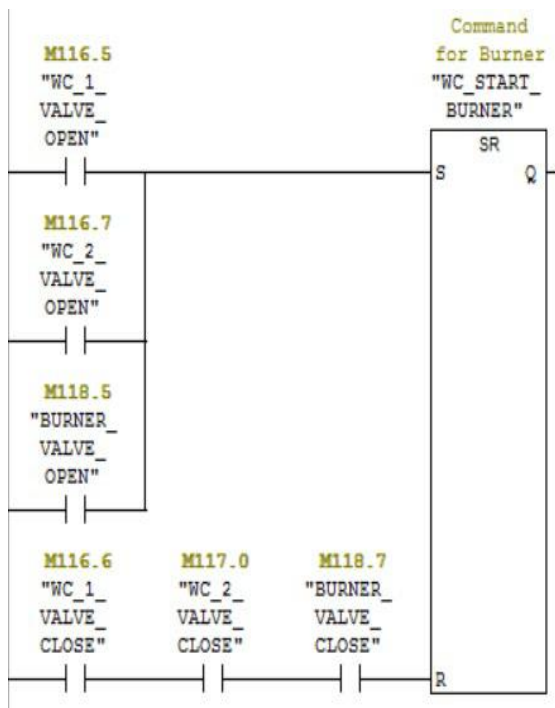 Command
for Burner
"WC_START_
BURNER"
SR
S
Q
M116.5
"WC_1_
VALVE_
OPEN"
M116.7
"WC_2_
VALVE_
OPEN"
M118.5
"BURNER_
VALVE_
OPEN"
M116.6
"WC_1_
VALVE_
CLOSE"
M117.0
"WC_2_
VALVE_
CLOSE"
M118.7
"BURNER_
VALVE_
CLOSE"
R